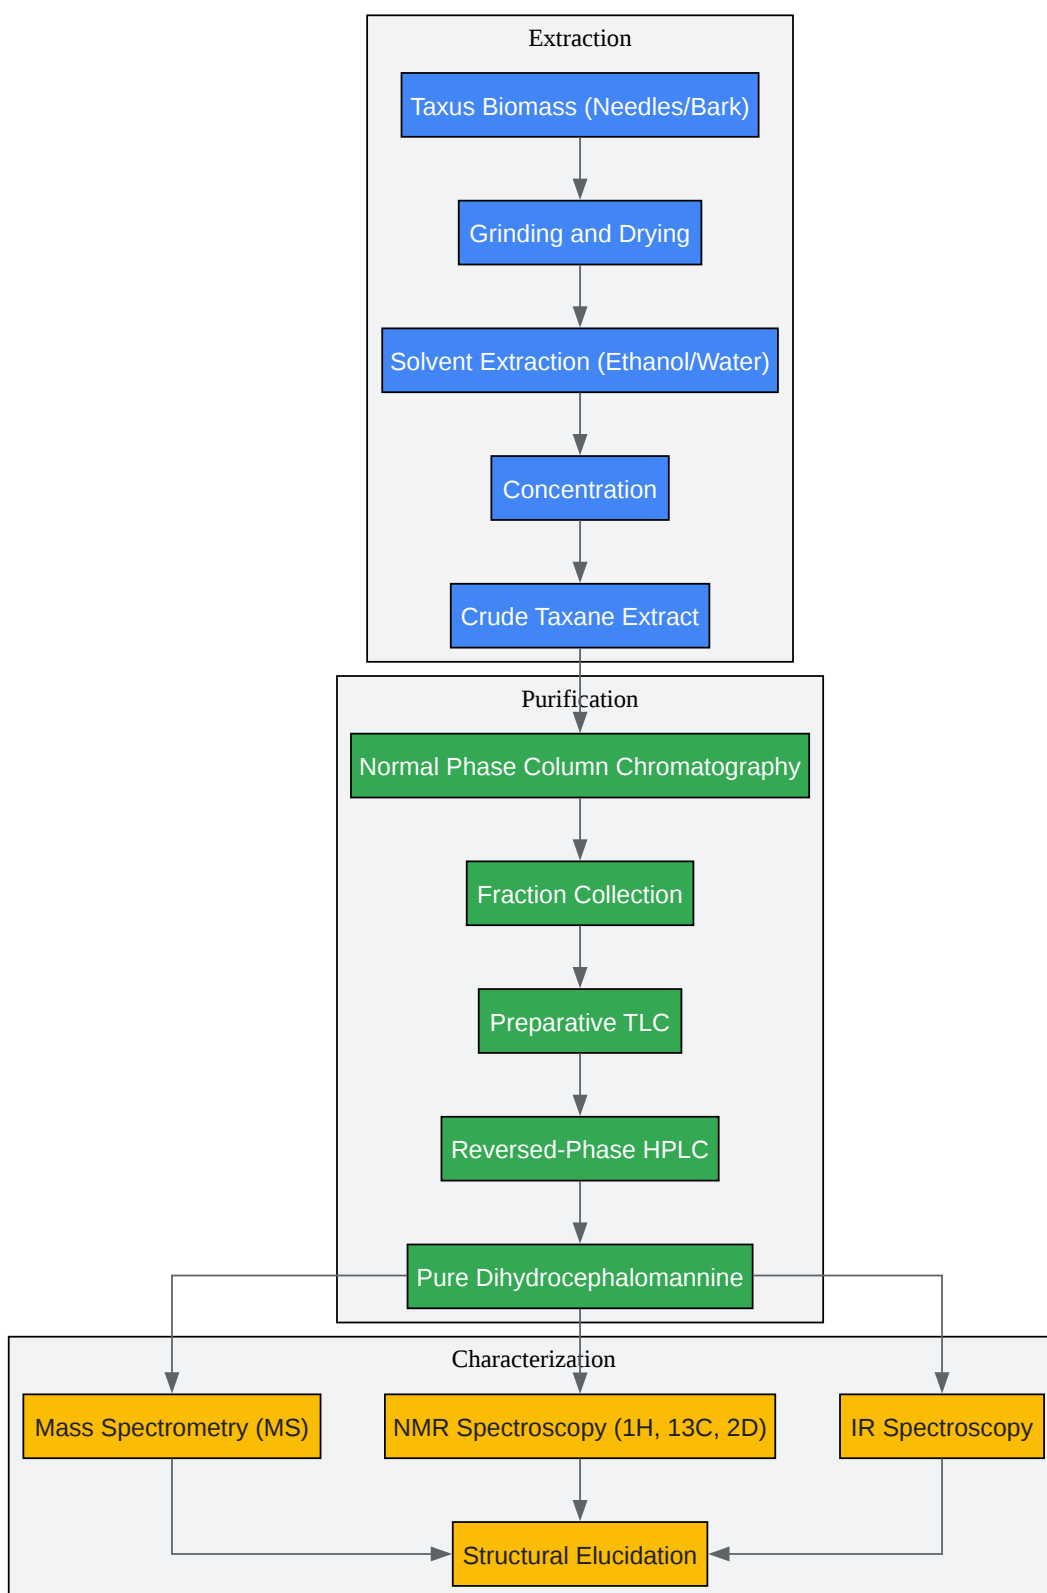 Extraction
Taxus Biomass (Needles/Bark)
Grinding and Drying
Solvent Extraction (Ethanol/Water)
Concentration
Crude Taxane Extract
Purification
Normal Phase Column Chromatography
Fraction Collection
Preparative TLC
Reversed-Phase HPLC
Pure Dihydrocephalomannine
Characterization
Mass Spectrometry (MS)
NMR Spectroscopy (1H, 13C, 2D)
IR Spectroscopy
Structural Elucidation